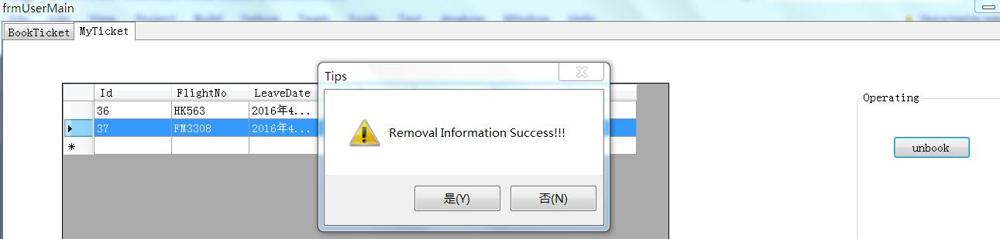 frmUserMain
BookTicket MyTicket
Tips
Id FlightNo LeaveDate
36 HK563 2016年4...
37 FM3308 2016年4...
Removal Information Success!!!
是(Y) 否(N)
Operating
unbook